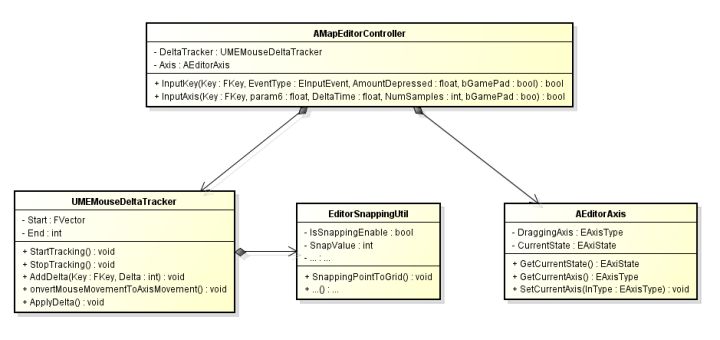 AMapEditorController
- DeltaTracker : UMEMouseDeltaTracker
- Axis : AEditorAxis
+ InputKey(Key : FKey, EventType : EInputEvent, AmountDepressed : float, bGamePad : bool) : bool
+ InputAxis(Key : FKey, param6 : float, DeltaTime : float, NumSamples : int, bGamePad : boo) : bool
UMEMouseDeltaTracker
- Start : FVector
- End : int
+ StartTracking() : void
+ StopTracking() : void
+ AddDelta(Key : FKey, Delta : int) : void
+ onvertMouseMovementToAxisMovement() : void
+ ApplyDelta() : void
EditorSnappingUtil
- IsSnappingEnable : bool
- SnapValue : int
- ... : ...
+ SnappingPointToGrid() : void
+ ...() : ...
AEditorAxis
- DraggingAxis : EAxisType
- CurrentState : EAxiState
+ GetCurrentState() : EAxiState
+ GetCurrentAxis() : EAxisType
+ SetCurrentAxis(InType : EAxisType) : void